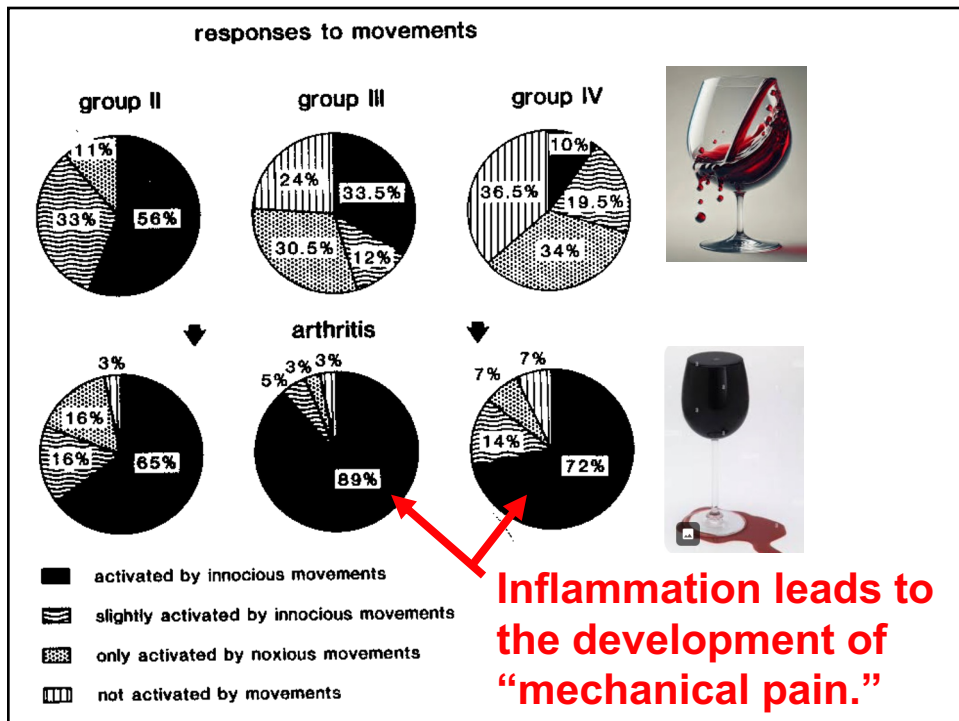 responses to movements
group II
group III
group IV
11%
33%
56%
24%
33.5%
30.5%
12%
10%
36.5%
19.5%
34%
arthritis
3%
16%
16%
65%
5%
3%
3%
89%
7%
7%
14%
72%
activated by innocious movements
slightly activated by innocious movements
only activated by noxious movements
not activated by movements
Inflammation leads to
the development of
“mechanical pain.”